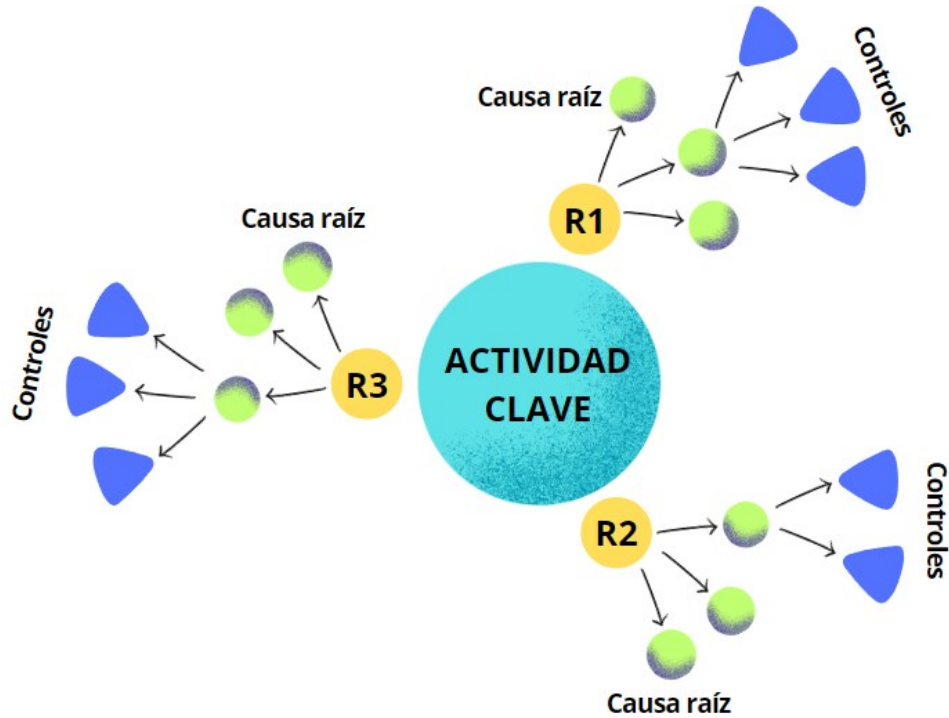 Controles
Causa raíz
R1
Causa raíz
Controles
R3
ACTIVIDAD
CLAVE
R2
Controles
Causa raíz